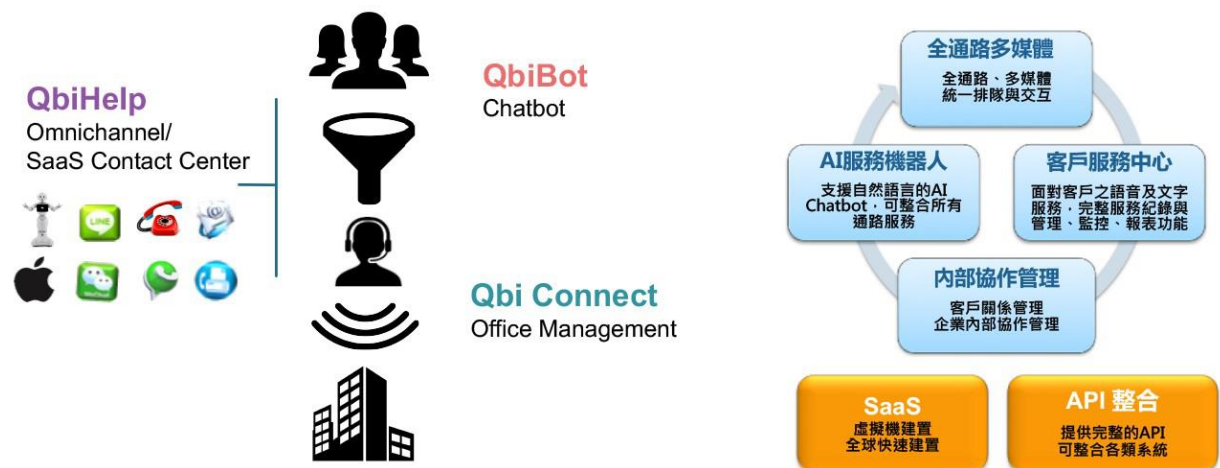 QbiHelp
Omnichannel/
SaaS Contact Center
LINE
QbiBot
Chatbot
Qbi Connect
Office Management
全通路多媒體
全通路、多媒體
統一排隊與交互
AI服務機器人
支援自然語言的AI
Chatbot，可整合所有
通路服務
客戶服務中心
面對客戶之語音及文字
服務，完整服務紀錄與
管理、監控、報表功能
內部協作管理
客戶關係管理
企業內部協作管理
SaaS
虛擬機建置
全球快速建置
API 整合
提供完整的API
可整合各類系統